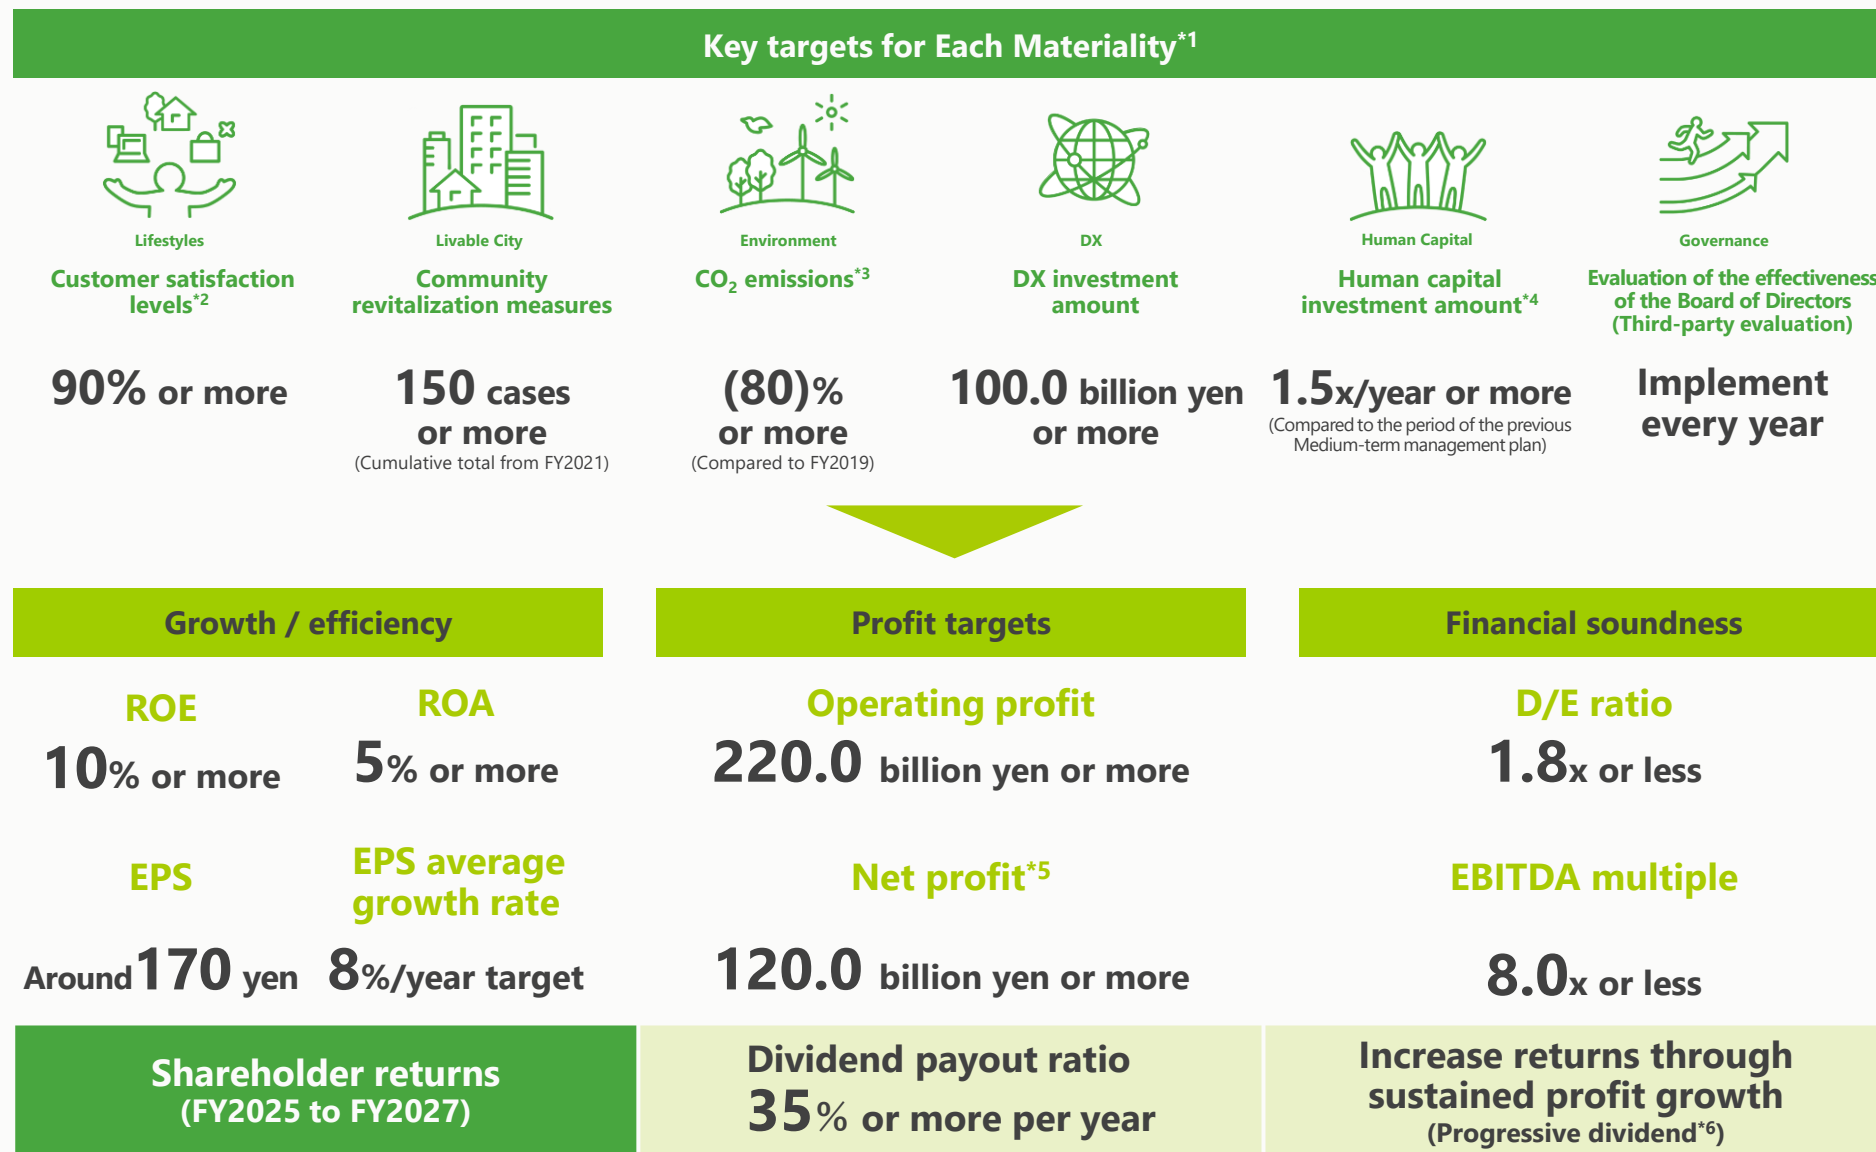 Key targets for Each Materiality*1
Lifestyles
Customer satisfaction
levels*2
90% or more
Livable City
Community
revitalization measures
150 cases
or more
(Cumulative total from FY2021)
Environment
CO2 emissions*3
(80)%
or more
(Compared to FY2019)
DX
DX investment
amount
100.0 billion yen
or more
Human Capital
Human capital
investment amount*4
1.5x/year or more
(Compared to the period of the previous
Medium-term management plan)
Governance
Evaluation of the effectiveness
of the Board of Directors
(Third-party evaluation)
Implement
every year
Growth / efficiency
ROE
10% or more
ROA
5% or more
EPS
Around 170 yen
EPS average
growth rate
8%/year target
Profit targets
Operating profit
220.0 billion yen or more
Net profit*5
120.0 billion yen or more
Financial soundness
D/E ratio
1.8x or less
EBITDA multiple
8.0x or less
Shareholder returns
(FY2025 to FY2027)
Dividend payout ratio
35% or more per year
Increase returns through
sustained profit growth
(Progressive dividend*6)